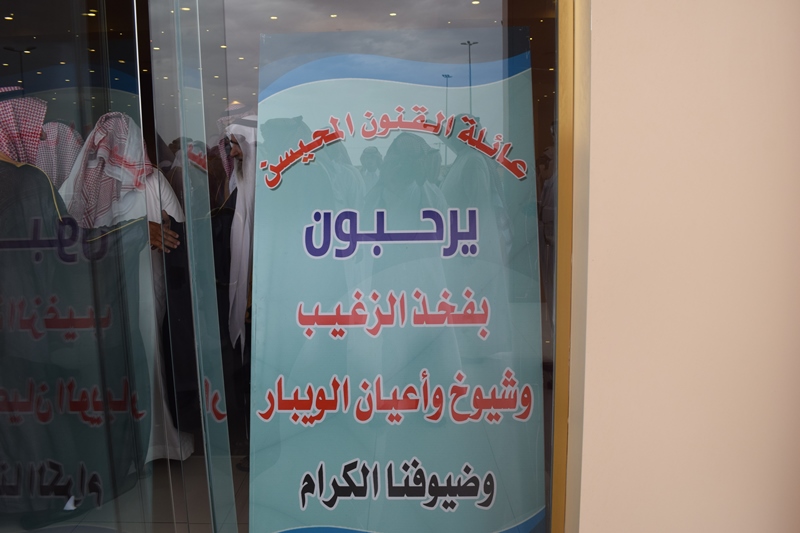 عائلة القنون المحيسن
يرحبون
بفخذ الزغيب
وشيوخ وأعيان الويبار
وضيوفنا الكرام